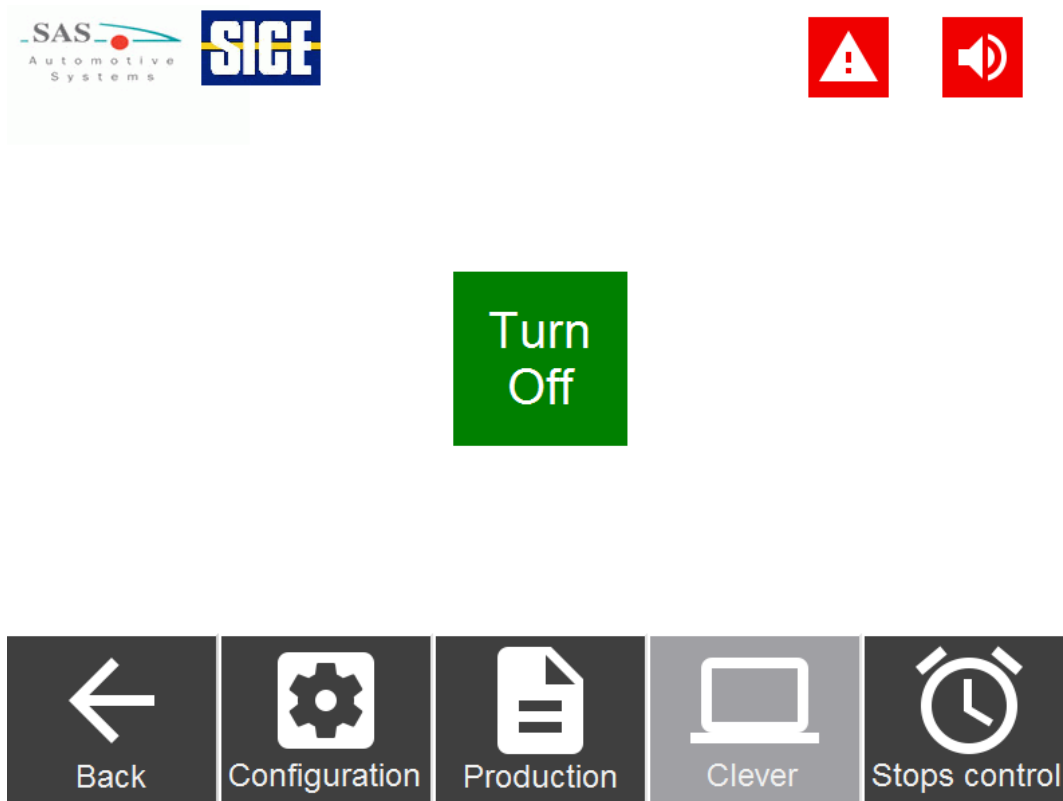 SAS
Automotive
Systems
SICE
Turn
Off
Back
Configuration
Production
Clever
Stops control